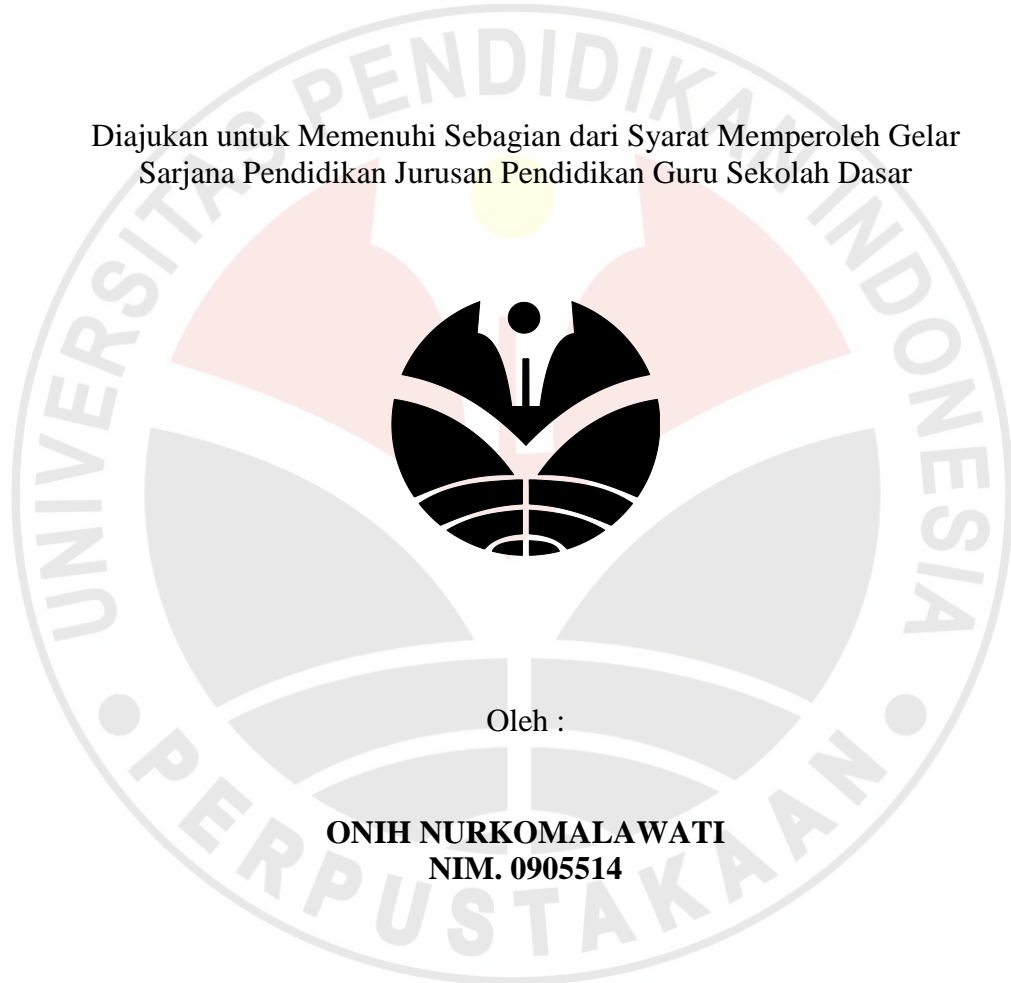 Diajukan untuk Memenuhi Sebagian dari Syarat Memperoleh Gelar
Sarjana Pendidikan Jurusan Pendidikan Guru Sekolah Dasar
UNIVERSITAS PENDIDIKAN INDONESIA
PERPUSTAKAAN
Oleh :
ONIH NURKOMALAWATI
NIM. 0905514